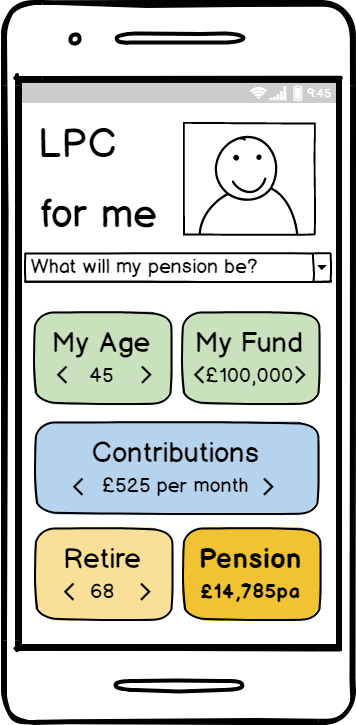 9:45
LPC
for me
What will my pension be?
My Age
< 45 >
My Fund
<£100,000>
Contributions
< £525 per month >
Retire
< 68 >
Pension
£14,785pa